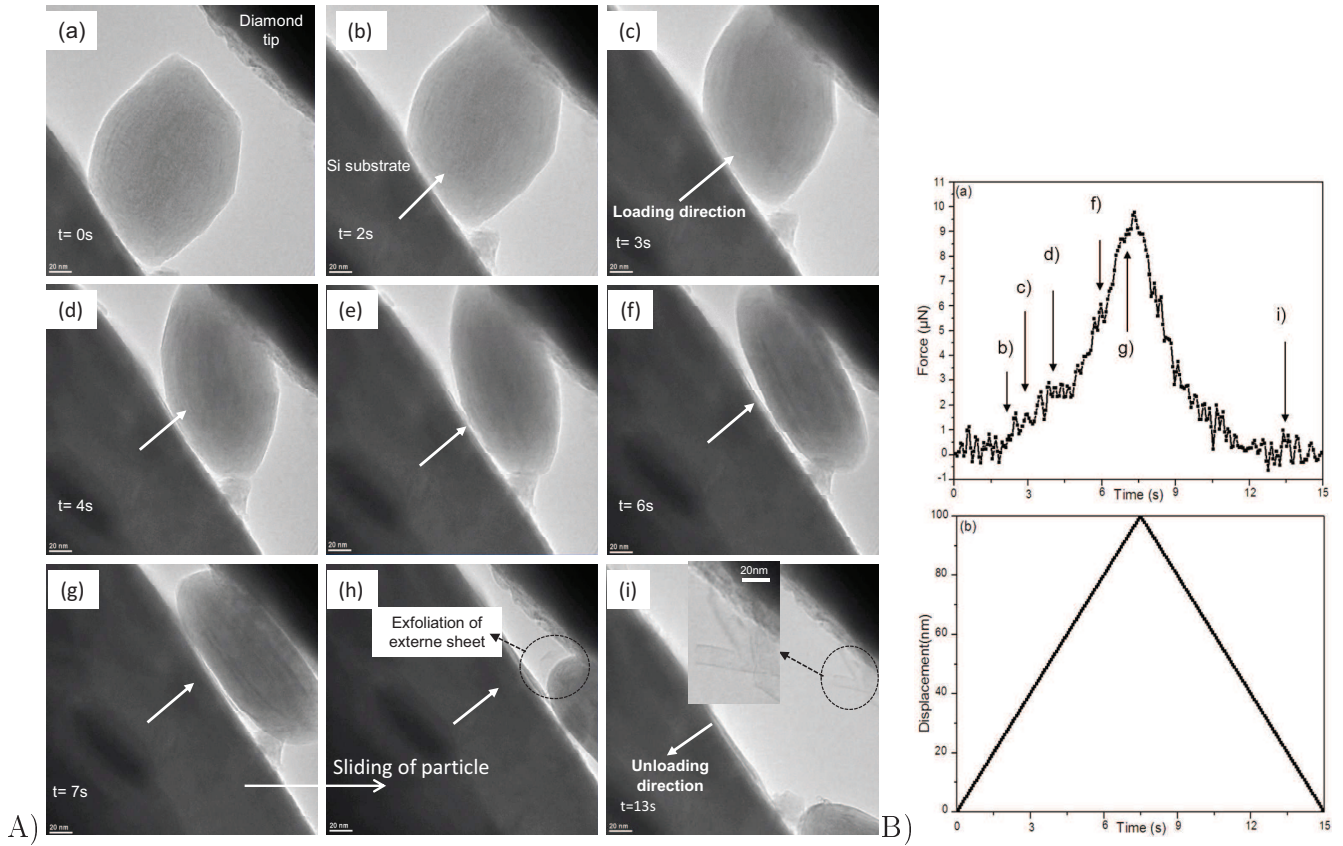 (a)
Diamond
tip
t= 0s
20 nm
(b)
Si substrate
t= 2s
20 nm
(c)
Loading direction
t= 3s
20 nm
(d)
t= 4s
20 nm
(e)
20 nm
(f)
t= 6s
20 nm
(g)
t= 7s
20 nm
(h)
Exfoliation of
externe sheet
Sliding of particle
20 nm
(i)
20nm
Unloading
direction
t=13s
20 nm
A)
B)
(a)
Force (µN)
11
10
9
8
7
6
5
4
3
2
1
0
-1
b)
c)
d)
f)
g)
i)
0 3 6 9 12 15
Time (s)
(b)
Displacement(nm)
100
80
60
40
20
0
0 3 6 9 12 15
Time (s)